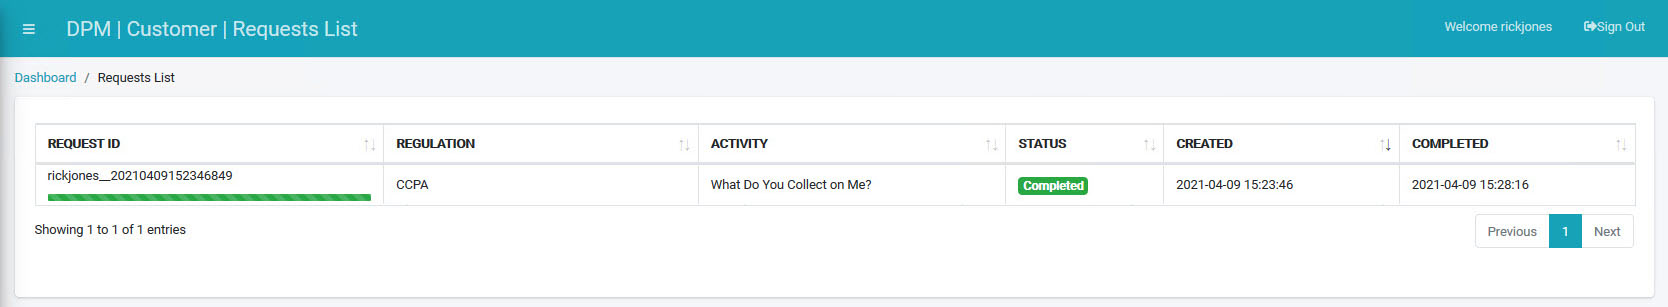 DPM | Customer | Requests List
Welcome rickjones
Sign Out
Dashboard / Requests List
REQUEST ID REGULATION ACTIVITY STATUS CREATED COMPLETED
rickjones__20210409152346849 CCPA What Do You Collect on Me? Completed 2021-04-09 15:23:46 2021-04-09 15:28:16
Showing 1 to 1 of 1 entries
Previous 1 Next